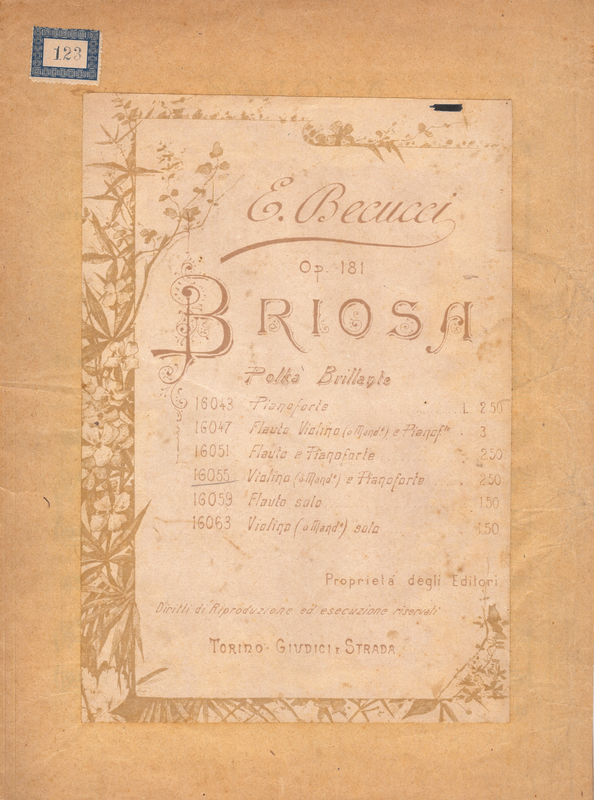 123
E. Becucci
Op. 181
BRIOSA
Polka Brillante
16043 Pianoforte L. 2 50
16047 Flauto Violino (o Mand.º) e Pianof.te 3
16051 Flauto e Pianoforte 2.50
16055 Violino (o Mand.º) e Pianoforte 2.50
16059 Flauto solo 1.50
16063 Violino (o Mand.º) solo 1.50
Proprietà degli Editori
Diritti di Riproduzione ed esecuzione riservati
TORINO - GIUDICI E STRADA.